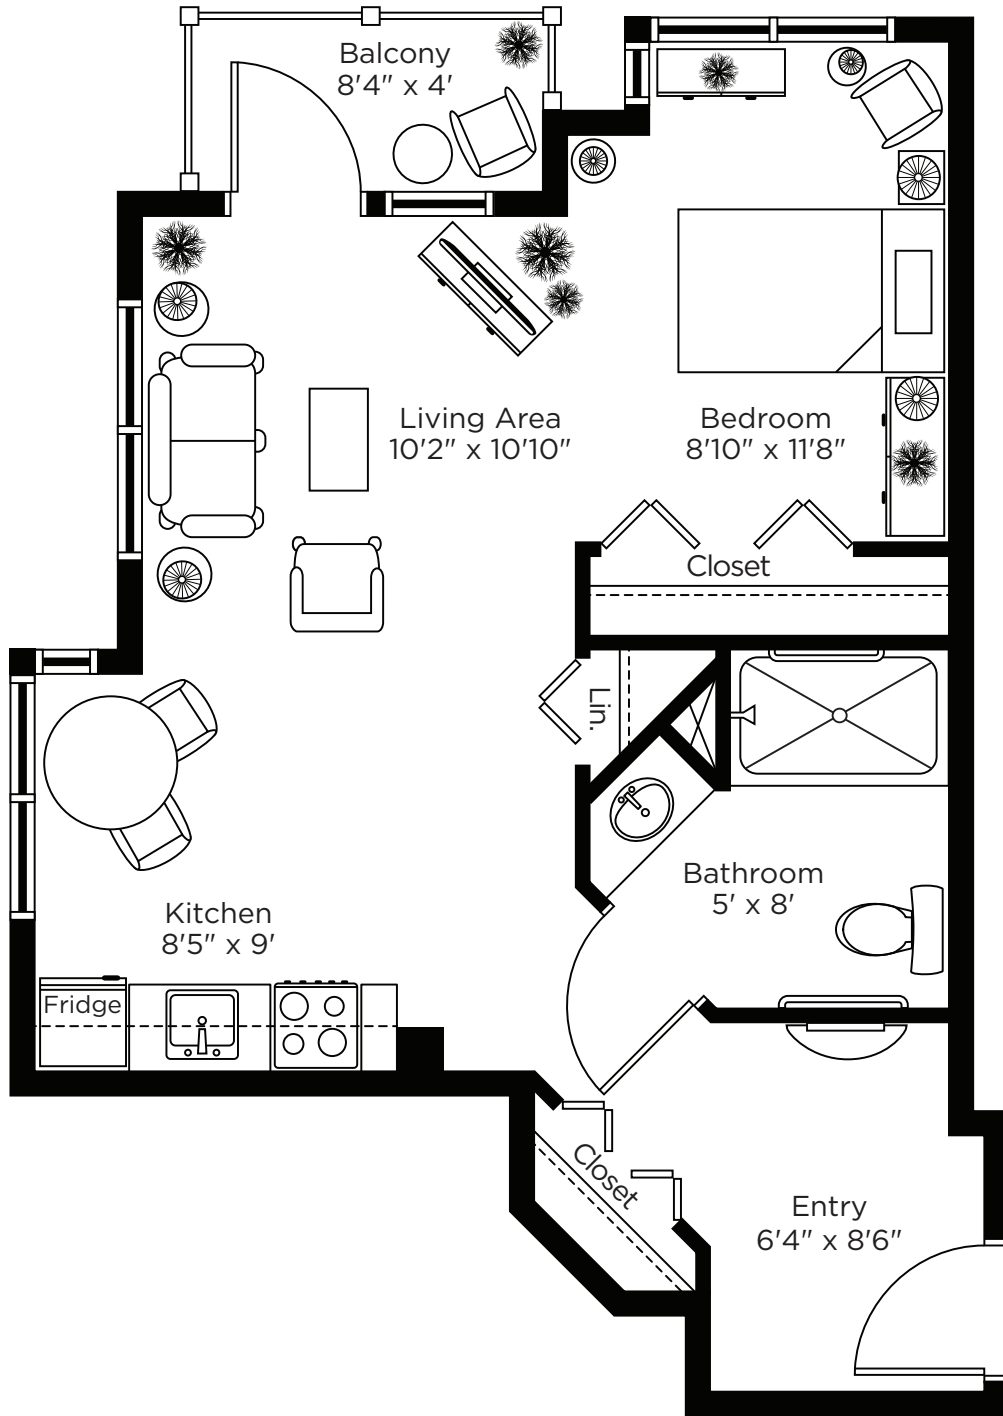 Balcony
8'4" x 4'
Living Area
10'2" x 10'10"
Bedroom
8'10" x 11'8"
Closet
Lin.
Bathroom
5' x 8'
Kitchen
8'5" x 9'
Fridge
Closet
Entry
6'4" x 8'6"